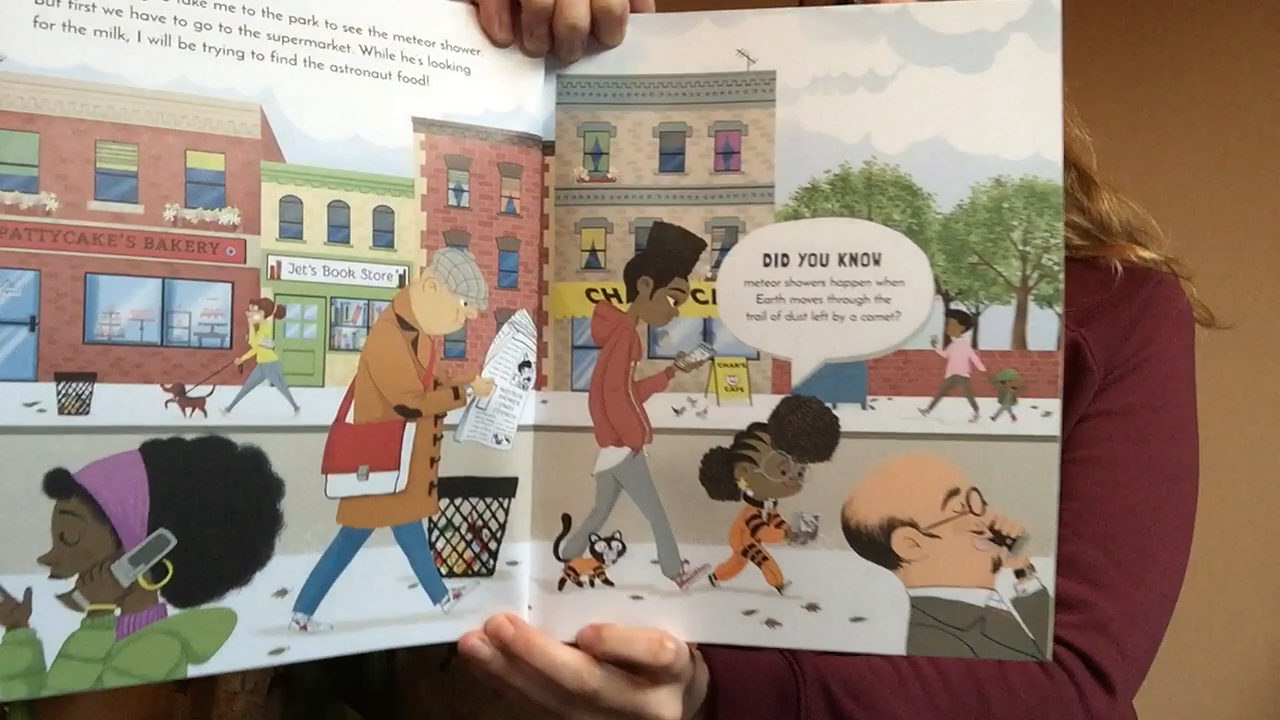 take me to the park to see the meteor shower.
But first we have to go to the supermarket. While he's looking
for the milk, I will be trying to find the astronaut food!
PATTYCAKE'S BAKERY
Jet's Book Store
DID YOU KNOW
meteor showers happen when
Earth moves through the
trail of dust left by a comet?
CHAR'S
CAFE